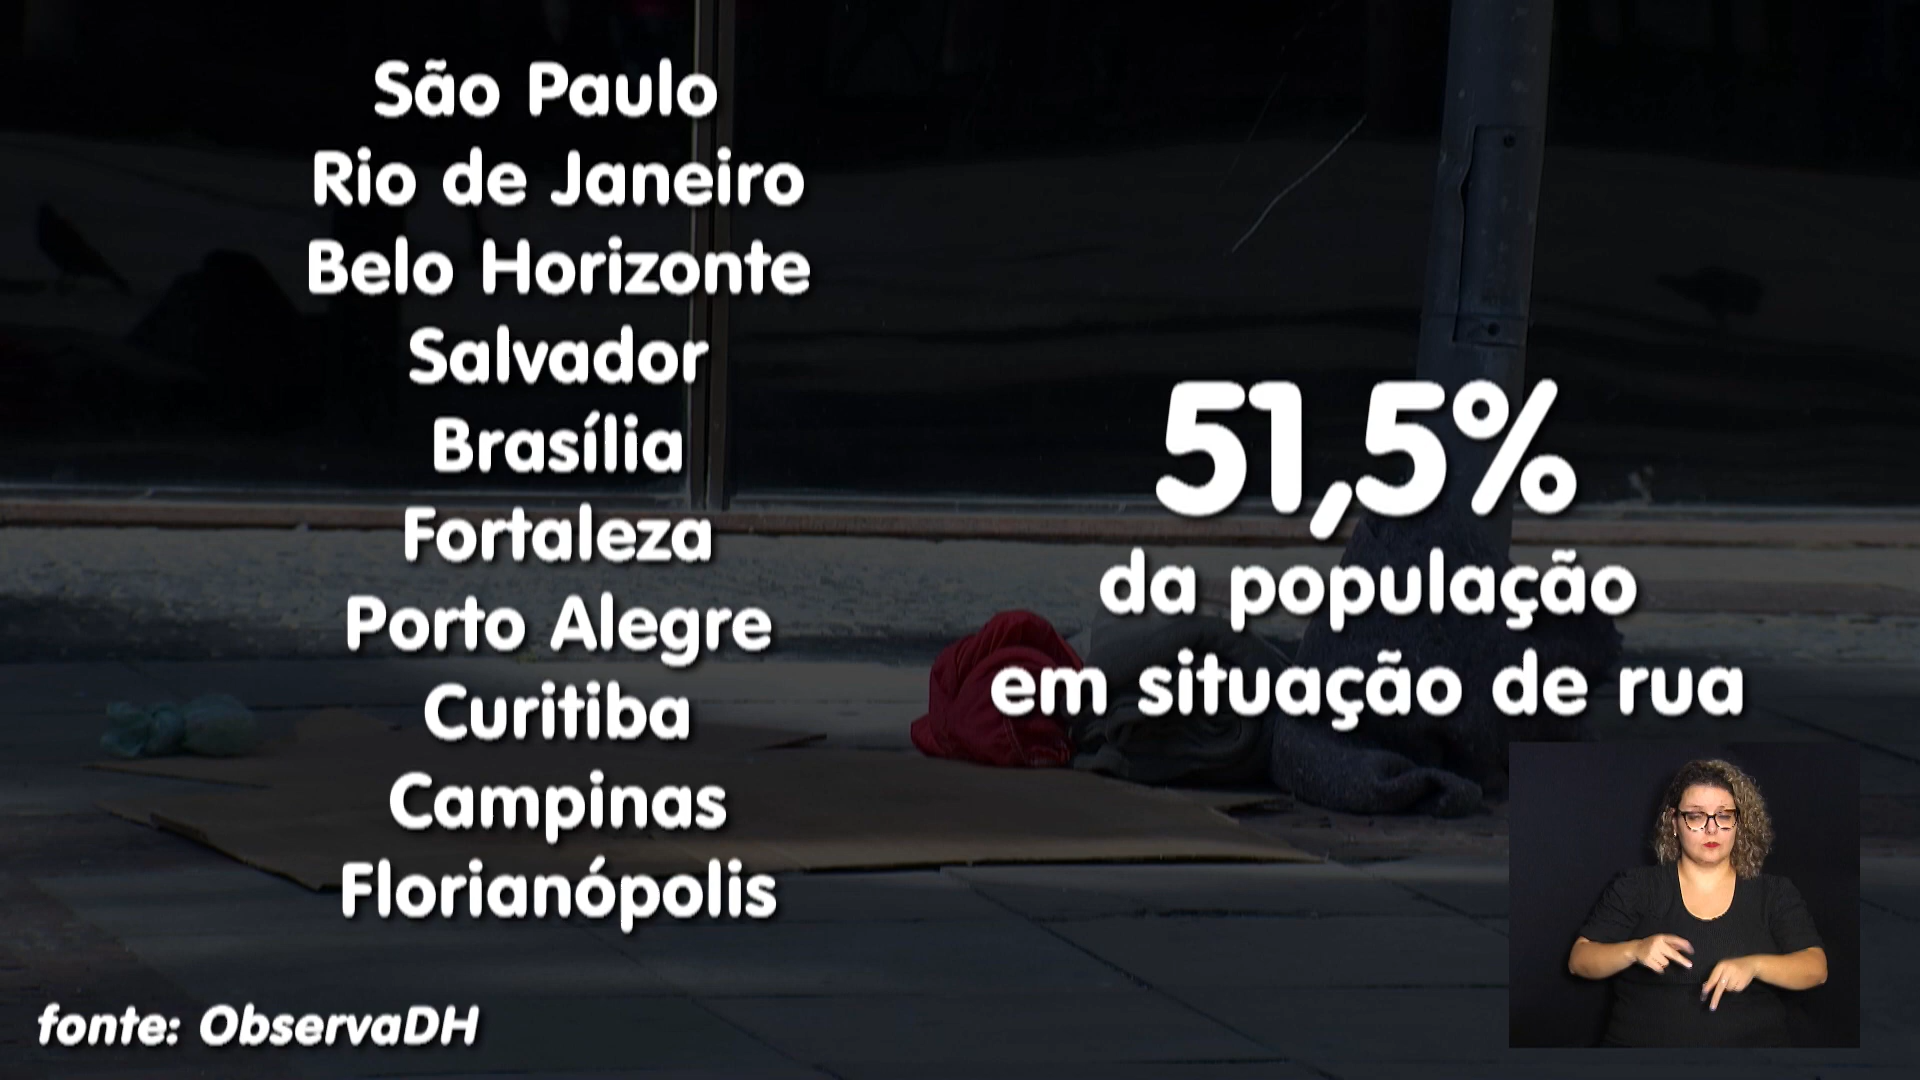 São Paulo
Rio de Janeiro
Belo Horizonte
Salvador
Brasília
Fortaleza
Porto Alegre
Curitiba
Campinas
Florianópolis
51,5%
da população
em situação de rua
fonte: ObservaDH